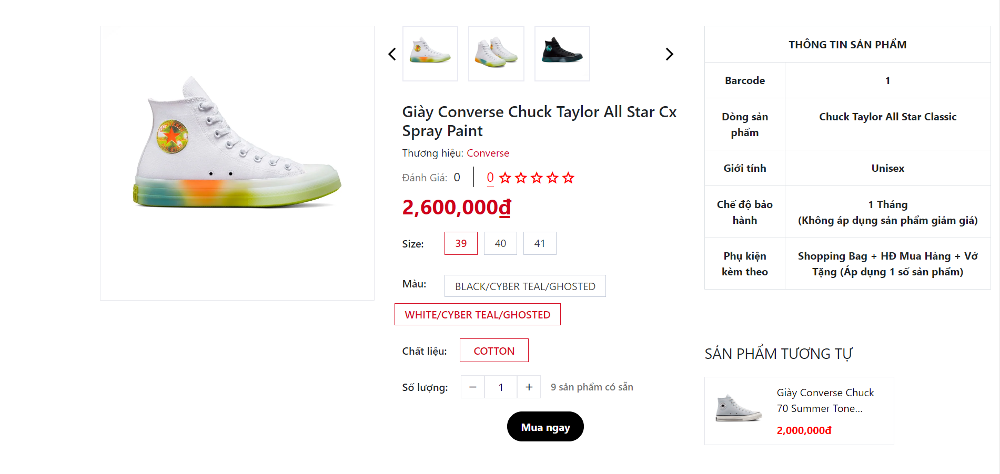 Giày Converse Chuck Taylor All Star Cx
Spray Paint
Thương hiệu: Converse
Đánh Giá: 0 0
2,600,000₫
Size: 39 40 41
Màu: BLACK/CYBER TEAL/GHOSTED
WHITE/CYBER TEAL/GHOSTED
Chất liệu: COTTON
Số lượng: − 1 + 9 sản phẩm có sẵn
Mua ngay
THÔNG TIN SẢN PHẨM
Barcode 1
Dòng sản
phẩm
Chuck Taylor All Star Classic
Giới tính Unisex
Chế độ bảo
hành
1 Tháng
(Không áp dụng sản phẩm giảm giá)
Phụ kiện
kèm theo
Shopping Bag + HĐ Mua Hàng + Vớ
Tặng (Áp dụng 1 số sản phẩm)
SẢN PHẨM TƯƠNG TỰ
Giày Converse Chuck
70 Summer Tone...
2,000,000đ